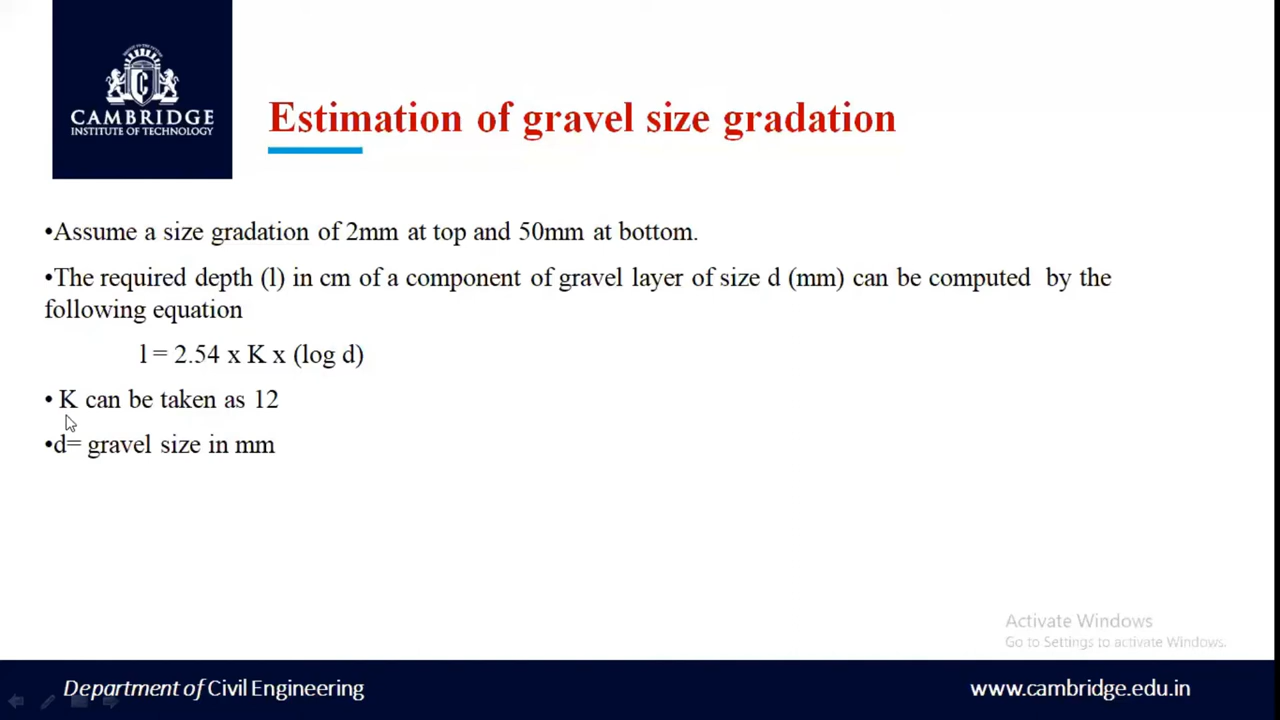 CAMBRIDGE
INSTITUTE OF TECHNOLOGY
Estimation of gravel size gradation
•Assume a size gradation of 2mm at top and 50mm at bottom.
•The required depth (l) in cm of a component of gravel layer of size d (mm) can be computed by the
following equation
l = 2.54 x K x (log d)
• K can be taken as 12
•d= gravel size in mm
Activate Windows
Go to Settings to activate Windows.
Department of Civil Engineering
www.cambridge.edu.in